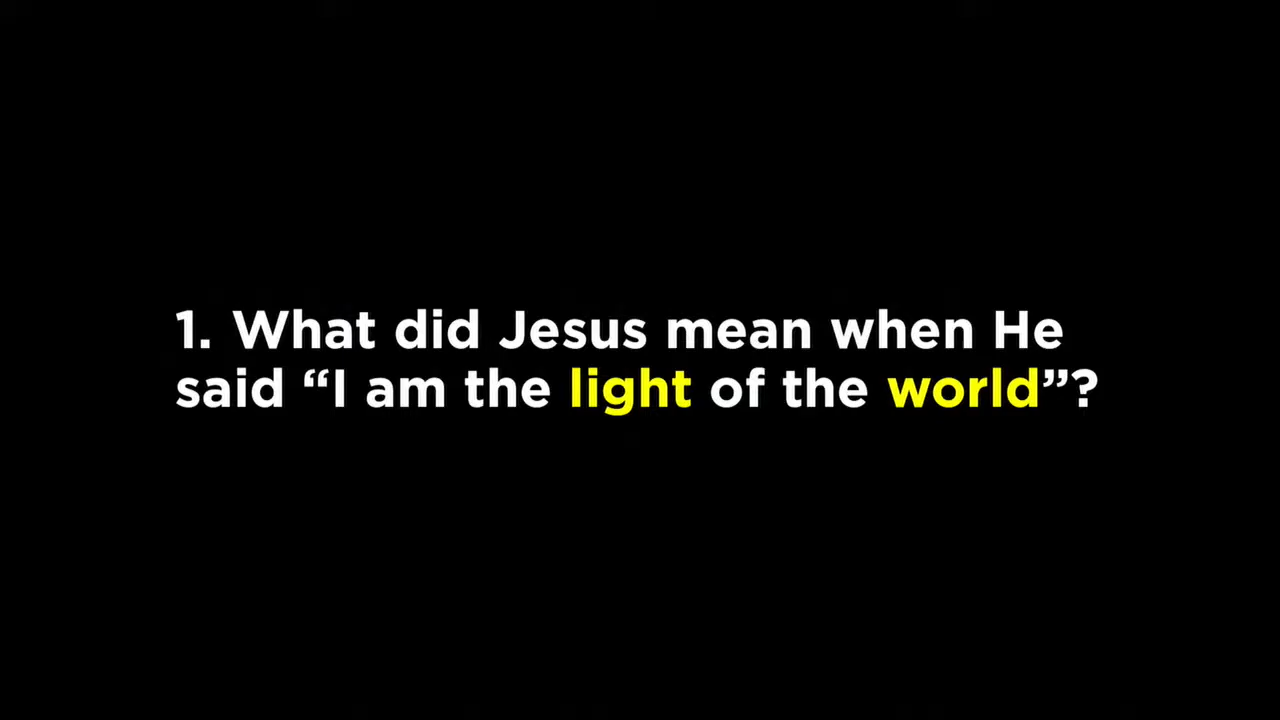 1. What did Jesus mean when He
said “I am the light of the world”?